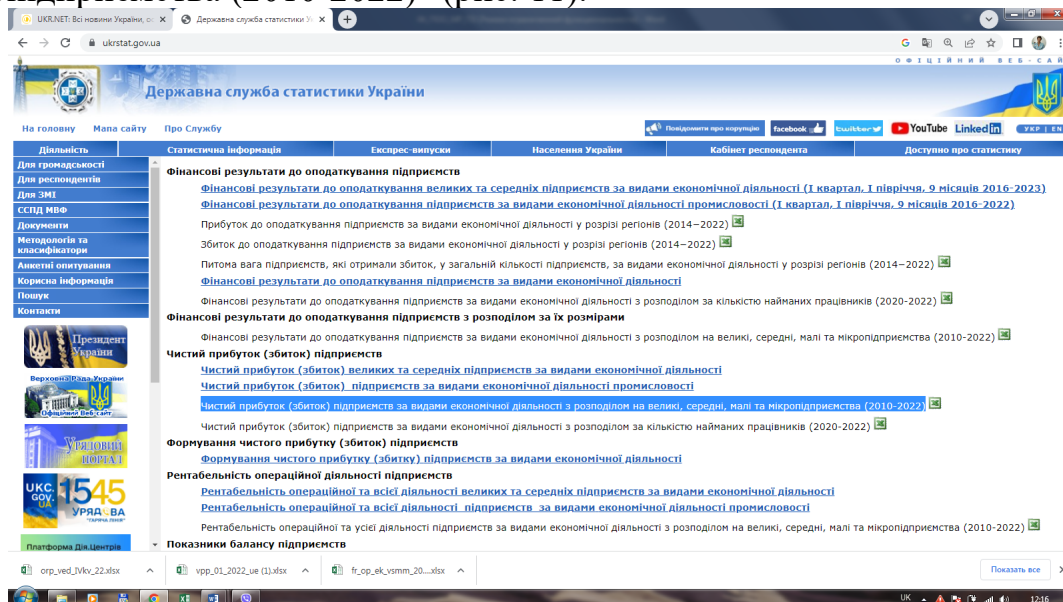 підприємства (2010-2022)" (рис. 11).
UKR.NET: Всі новини України, ос
Державна служба статистики Ук
ukrstat.gov.ua
ОФІЦІЙНИЙ ВЕБ-САЙ
Державна служба статистики України
На головну Мапа сайту Про Службу
Повідомити про корупцію facebook twitter YouTube Linked in УКР | EN
Діяльність Статистична інформація Експрес-випуски Населення України Кабінет респондента Доступно про статистику
Для громадськості
Для респондентів
Для ЗМІ
ССПД МВФ
Документи
Методологія та
класифікатори
Анкетні опитування
Корисна інформація
Пошук
Контакти
Президент
України
Верховна Рада України
Офіційний Веб-сайт
Урядовий
ПОРТАЛ
UKC.
GOV.
UA
1545
УРЯДОВА
"ГАРЯЧА ЛІНІЯ"
Платформа Дія.Центрів
Фінансові результати до оподаткування підприємств
Фінансові результати до оподаткування великих та середніх підприємств за видами економічної діяльності (І квартал, І півріччя, 9 місяців 2016-2023)
Фінансові результати до оподаткування підприємств за видами економічної діяльності промисловості (І квартал, І півріччя, 9 місяців 2016-2022)
Прибуток до оподаткування підприємств за видами економічної діяльності у розрізі регіонів (2014−2022)
Збиток до оподаткування підприємств за видами економічної діяльності у розрізі регіонів (2014−2022)
Питома вага підприємств, які отримали збиток, у загальній кількості підприємств, за видами економічної діяльності у розрізі регіонів (2014−2022)
Фінансові результати до оподаткування підприємств за видами економічної діяльності
Фінансові результати до оподаткування підприємств за видами економічної діяльності з розподілом за кількістю найманих працівників (2020-2022)
Фінансові результати до оподаткування підприємств з розподілом за їх розмірами
Фінансові результати до оподаткування підприємств за видами економічної діяльності з розподілом на великі, середні, малі та мікропідприємства (2010-2022)
Чистий прибуток (збиток) підприємств
Чистий прибуток (збиток) великих та середніх підприємств за видами економічної діяльності
Чистий прибуток (збиток) підприємств за видами економічної діяльності промисловості
Чистий прибуток (збиток) підприємств за видами економічної діяльності з розподілом на великі, середні, малі та мікропідприємства (2010-2022)
Чистий прибуток (збиток) підприємств за видами економічної діяльності з розподілом за кількістю найманих працівників (2020-2022)
Формування чистого прибутку (збиток) підприємств
Формування чистого прибутку (збитку) підприємств за видами економічної діяльності
Рентабельність операційної діяльності підприємств
Рентабельність операційної та всієї діяльності великих та середніх підприємств за видами економічної діяльності
Рентабельність операційної та всієї діяльності підприємств за видами економічної діяльності промисловості
Рентабельність операційної та усієї діяльності підприємств за видами економічної діяльності з розподілом на великі, середні, малі та мікропідприємства (2010-2022)
Показники балансу підприємств
orp_ved_IVkv_22.xlsx
vpp_01_2022_ue (1).xlsx
fr_op_ek_vsmm_20....xlsx
Показать все
UK
12:16